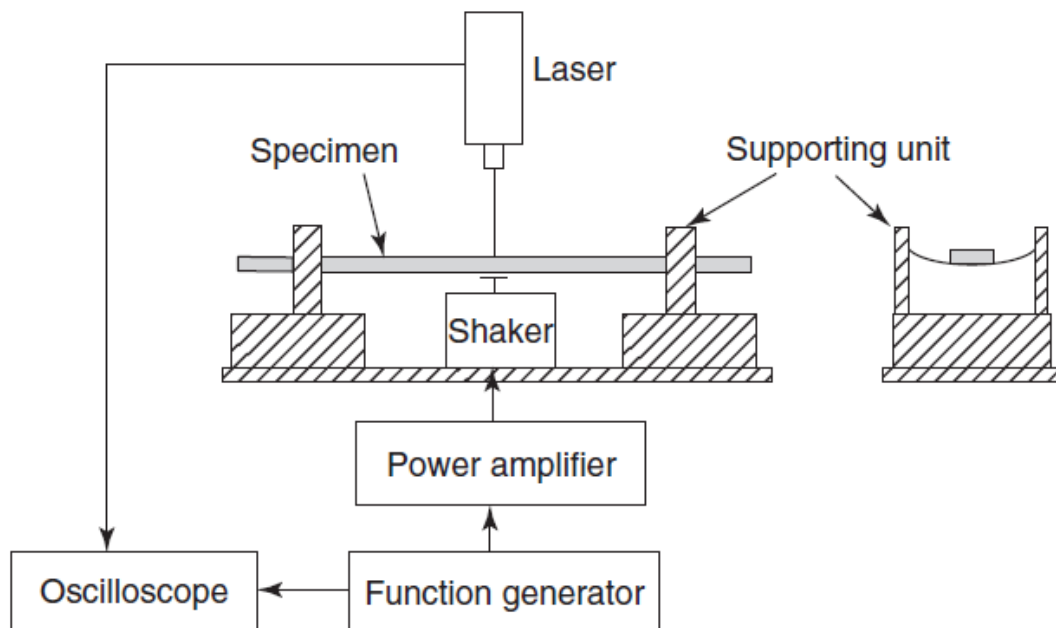 Laser
Specimen
Supporting unit
Shaker
Power amplifier
Oscilloscope
Function generator